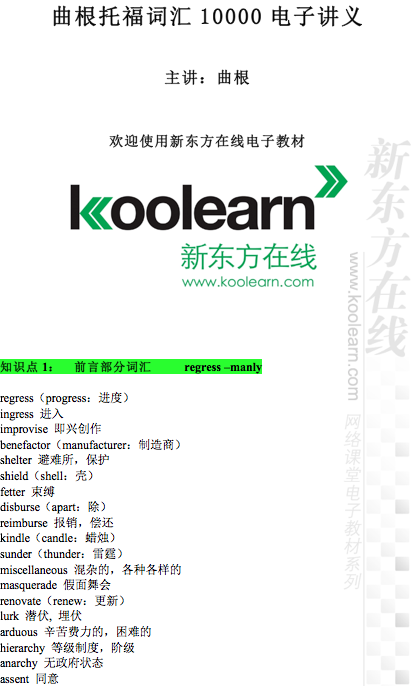 曲根托福词汇 10000 电子讲义
主讲：曲根
欢迎使用新东方在线电子教材
koolearn
新东方在线
www.koolearn.com
新东方在线
www.koolearn.com
网络课堂电子教材系列
知识点 1： 前言部分词汇 regress –manly
regress（progress：进度）
ingress 进入
improvise 即兴创作
benefactor（manufacturer：制造商）
shelter 避难所，保护
shield（shell：壳）
fetter 束缚
disburse（apart：除）
reimburse 报销，偿还
kindle（candle：蜡烛）
sunder（thunder：雷霆）
miscellaneous 混杂的，各种各样的
masquerade 假面舞会
renovate（renew：更新）
lurk 潜伏, 埋伏
arduous 辛苦费力的，困难的
hierarchy 等级制度，阶级
anarchy 无政府状态
assent 同意